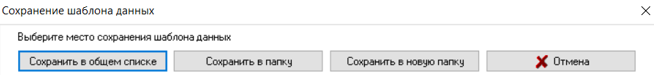 Сохранение шаблона данных
Выберите место сохранения шаблона данных
Сохранить в общем списке
Сохранить в папку
Сохранить в новую папку
Отмена